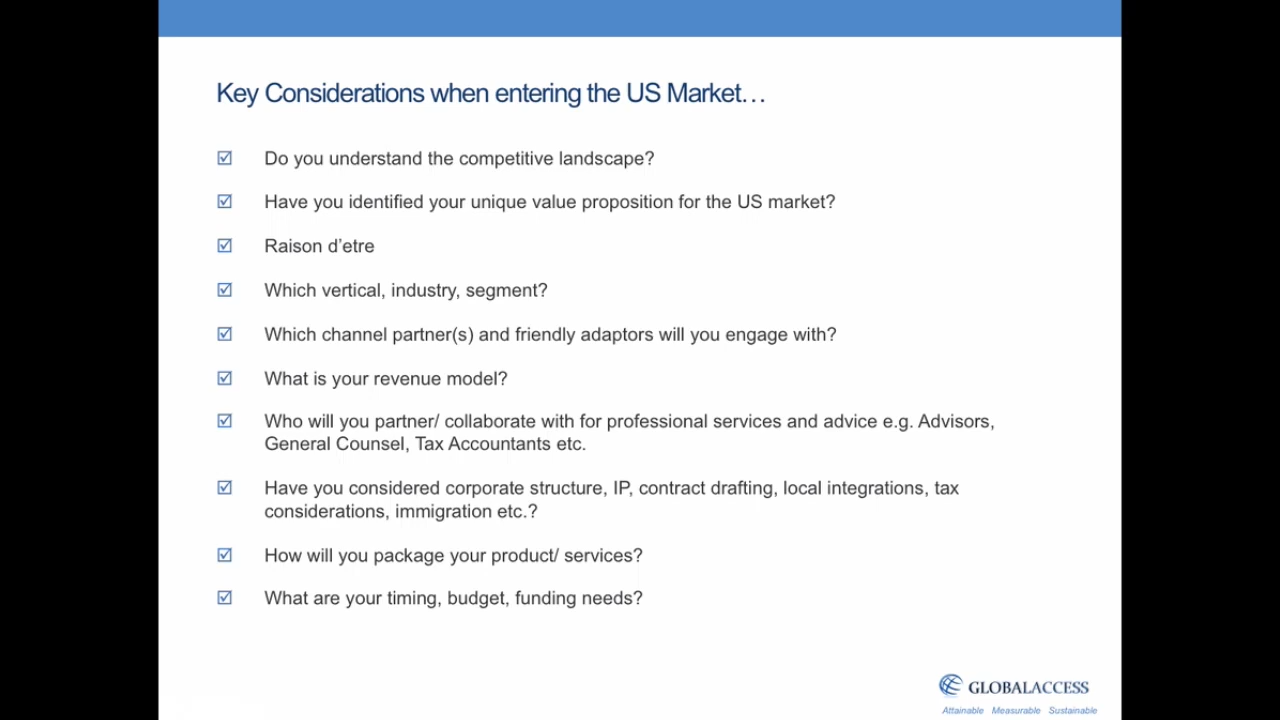 Key Considerations when entering the US Market…
Do you understand the competitive landscape?
Have you identified your unique value proposition for the US market?
Raison d’etre
Which vertical, industry, segment?
Which channel partner(s) and friendly adaptors will you engage with?
What is your revenue model?
Who will you partner/ collaborate with for professional services and advice e.g. Advisors,
General Counsel, Tax Accountants etc.
Have you considered corporate structure, IP, contract drafting, local integrations, tax
considerations, immigration etc.?
How will you package your product/ services?
What are your timing, budget, funding needs?
GLOBALACCESS
Attainable Measurable Sustainable